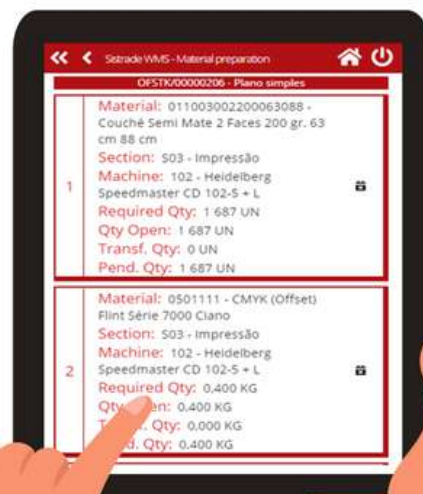 Sistrade WMS - Material preparation
OFSTK/00000206 - Plano simples
1
Material: 011003002200063088 -
Couché Semi Mate 2 Faces 200 gr. 63
cm 88 cm
Section: S03 - Impressão
Machine: 102 - Heidelberg
Speedmaster CD 102-5 + L
Required Qty: 1 687 UN
Qty Open: 1 687 UN
Transf. Qty: 0 UN
Pend. Qty: 1 687 UN
2
Material: 0501111 - CMYK (Offset)
Flint Série 7000 Ciano
Section: S03 - Impressão
Machine: 102 - Heidelberg
Speedmaster CD 102-5 + L
Required Qty: 0,400 KG
Qty 0,400 KG
Qty: 0,000 KG
Qty: 0,400 KG